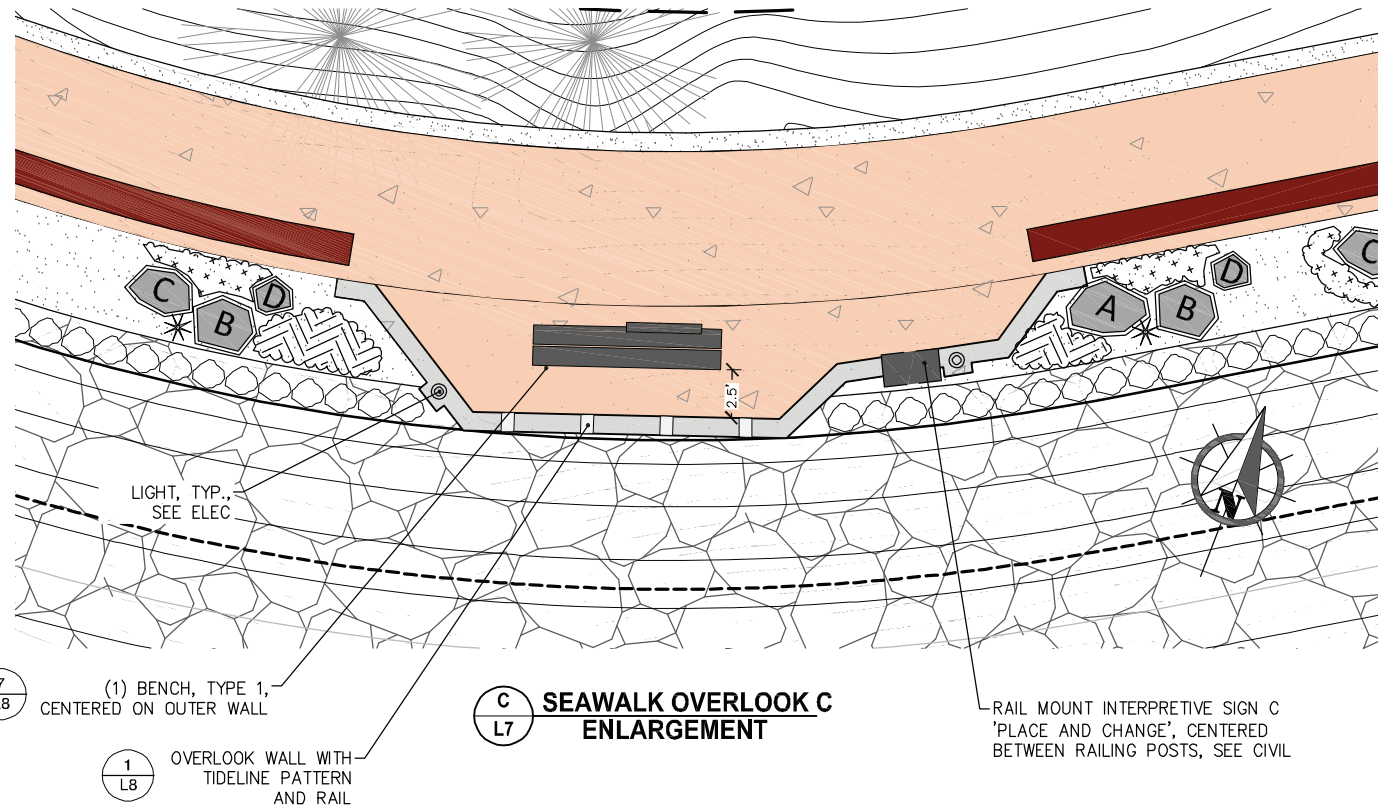 C
B
D
A
B
D
C
2.5'
N
LIGHT, TYP.,
SEE ELEC
(1) BENCH, TYPE 1,
CENTERED ON OUTER WALL
7
L8
1
L8
OVERLOOK WALL WITH
TIDELINE PATTERN
AND RAIL
C
L7
SEAWALK OVERLOOK C
ENLARGEMENT
RAIL MOUNT INTERPRETIVE SIGN C
'PLACE AND CHANGE', CENTERED
BETWEEN RAILING POSTS, SEE CIVIL